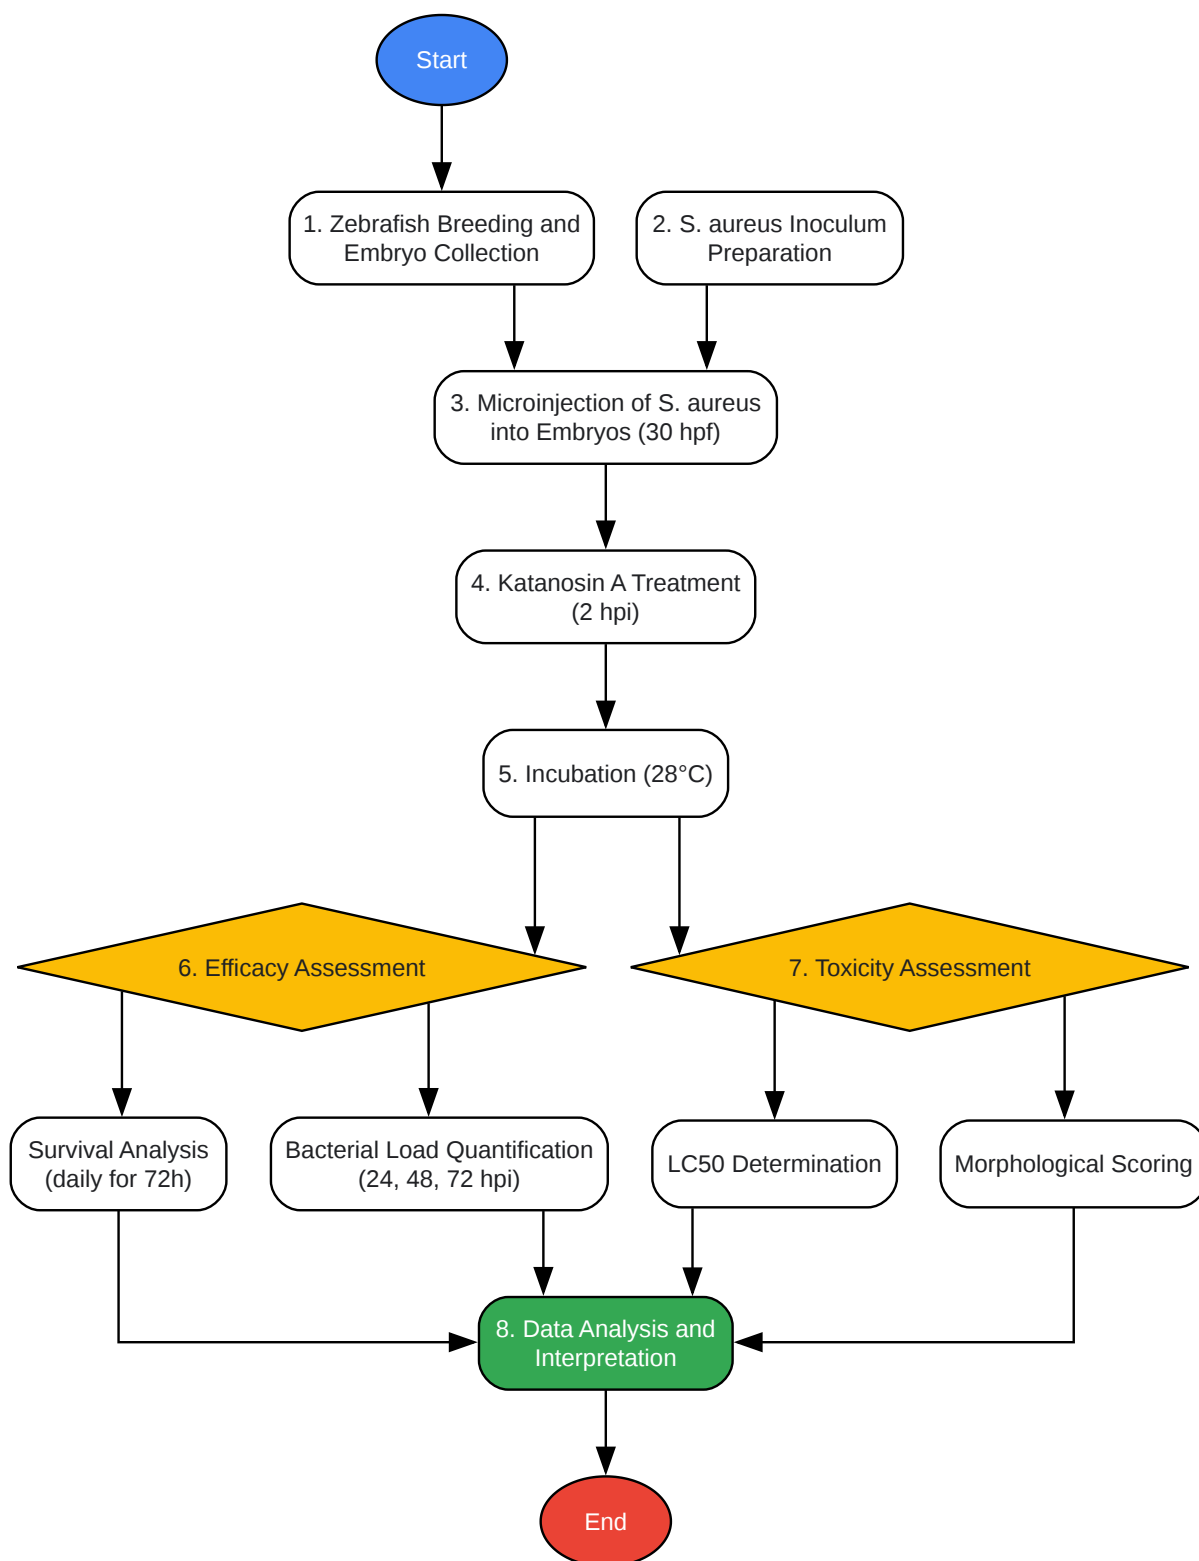 Start
1. Zebrafish Breeding and
Embryo Collection
2. S. aureus Inoculum
Preparation
3. Microinjection of S. aureus
into Embryos (30 hpf)
4. Katanosin A Treatment
(2 hpi)
5. Incubation (28°C)
6. Efficacy Assessment
7. Toxicity Assessment
Survival Analysis
(daily for 72h)
Bacterial Load Quantification
(24, 48, 72 hpi)
LC50 Determination
Morphological Scoring
8. Data Analysis and
Interpretation
End